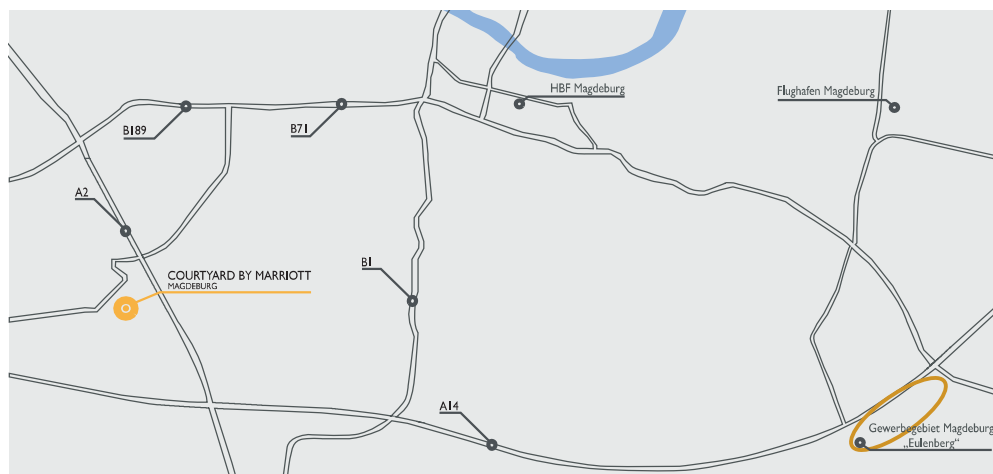 HBF Magdeburg
Flughafen Magdeburg
B189
B71
A2
B1
COURTYARD BY MARRIOTT
MAGDEBURG
A14
Gewerbegebiet Magdeburg
„Eulenberg“